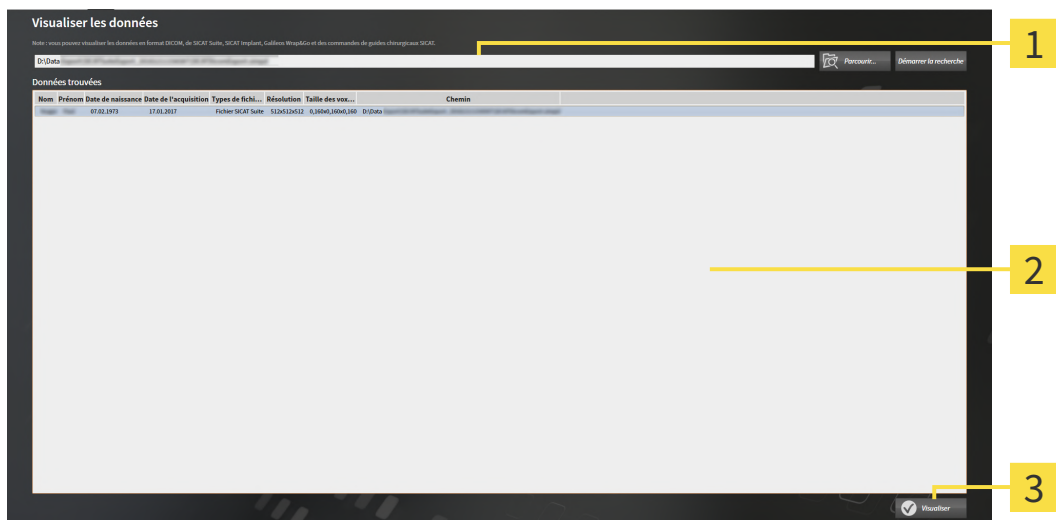 Visualiser les données
Note : vous pouvez visualiser les données en format DICOM, de SICAT Suite, SICAT Implant, Galileos Wrap&Go et des commandes de guides chirurgicaux SICAT.
1
D:\Data
Parcourir... Démarrer la recherche
Données trouvées
Nom Prénom Date de naissance Date de l'acquisition Types de fichi... Résolution Taille des vox... Chemin
07.02.1973 17.01.2017 Fichier SICAT Suite 512x512x512 0,160x0,160x0,160 D:\Data
2
3
Visualiser